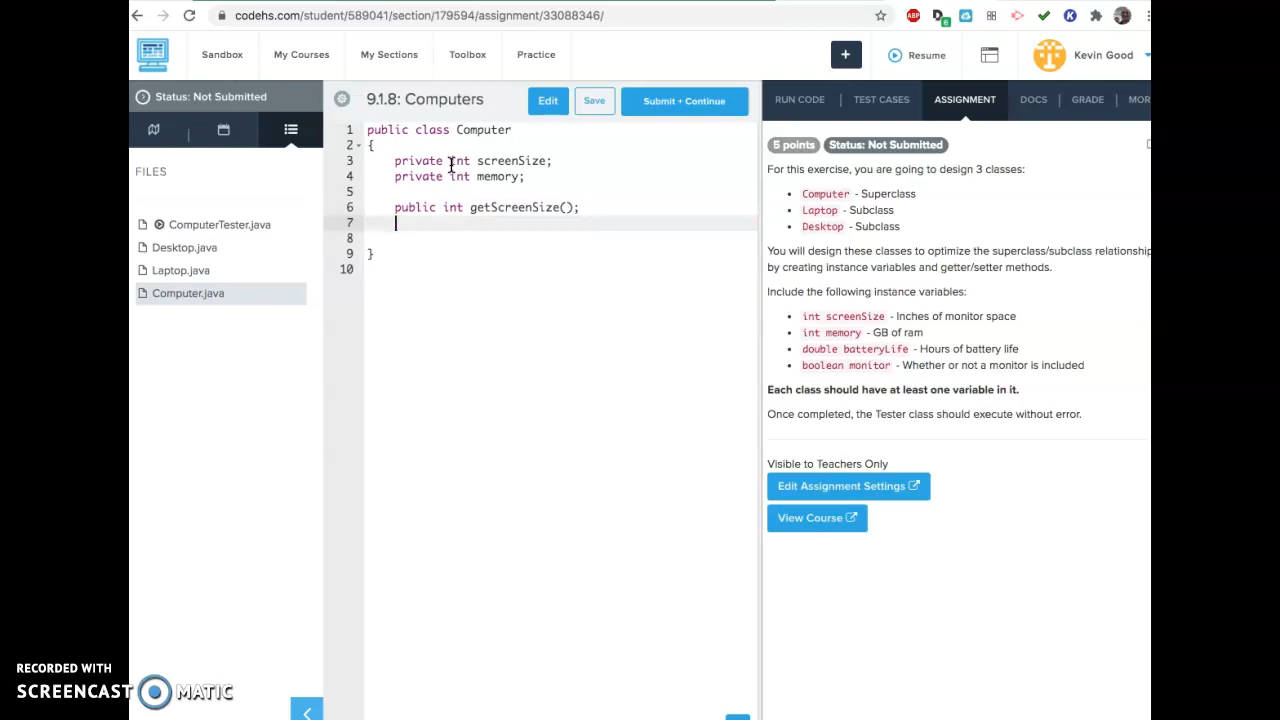 codehs.com/student/589041/section/179594/assignment/33088346/
ABP
6
Sandbox
My Courses
My Sections
Toolbox
Practice
+
Resume
Kevin Good
Status: Not Submitted
FILES
ComputerTester.java
Desktop.java
Laptop.java
Computer.java
9.1.8: Computers
Edit
Save
Submit + Continue
1 public class Computer
2 {
3 private int screenSize;
4 private int memory;
5
6 public int getScreenSize();
7
8
9 }
10
RUN CODE
TEST CASES
ASSIGNMENT
DOCS
GRADE
MOR
5 points
Status: Not Submitted
For this exercise, you are going to design 3 classes:
• Computer - Superclass
• Laptop - Subclass
• Desktop - Subclass
You will design these classes to optimize the superclass/subclass relationship
by creating instance variables and getter/setter methods.
Include the following instance variables:
• int screenSize - Inches of monitor space
• int memory - GB of ram
• double batteryLife - Hours of battery life
• boolean monitor - Whether or not a monitor is included
Each class should have at least one variable in it.
Once completed, the Tester class should execute without error.
Visible to Teachers Only
Edit Assignment Settings
View Course
RECORDED WITH
SCREENCAST MATIC